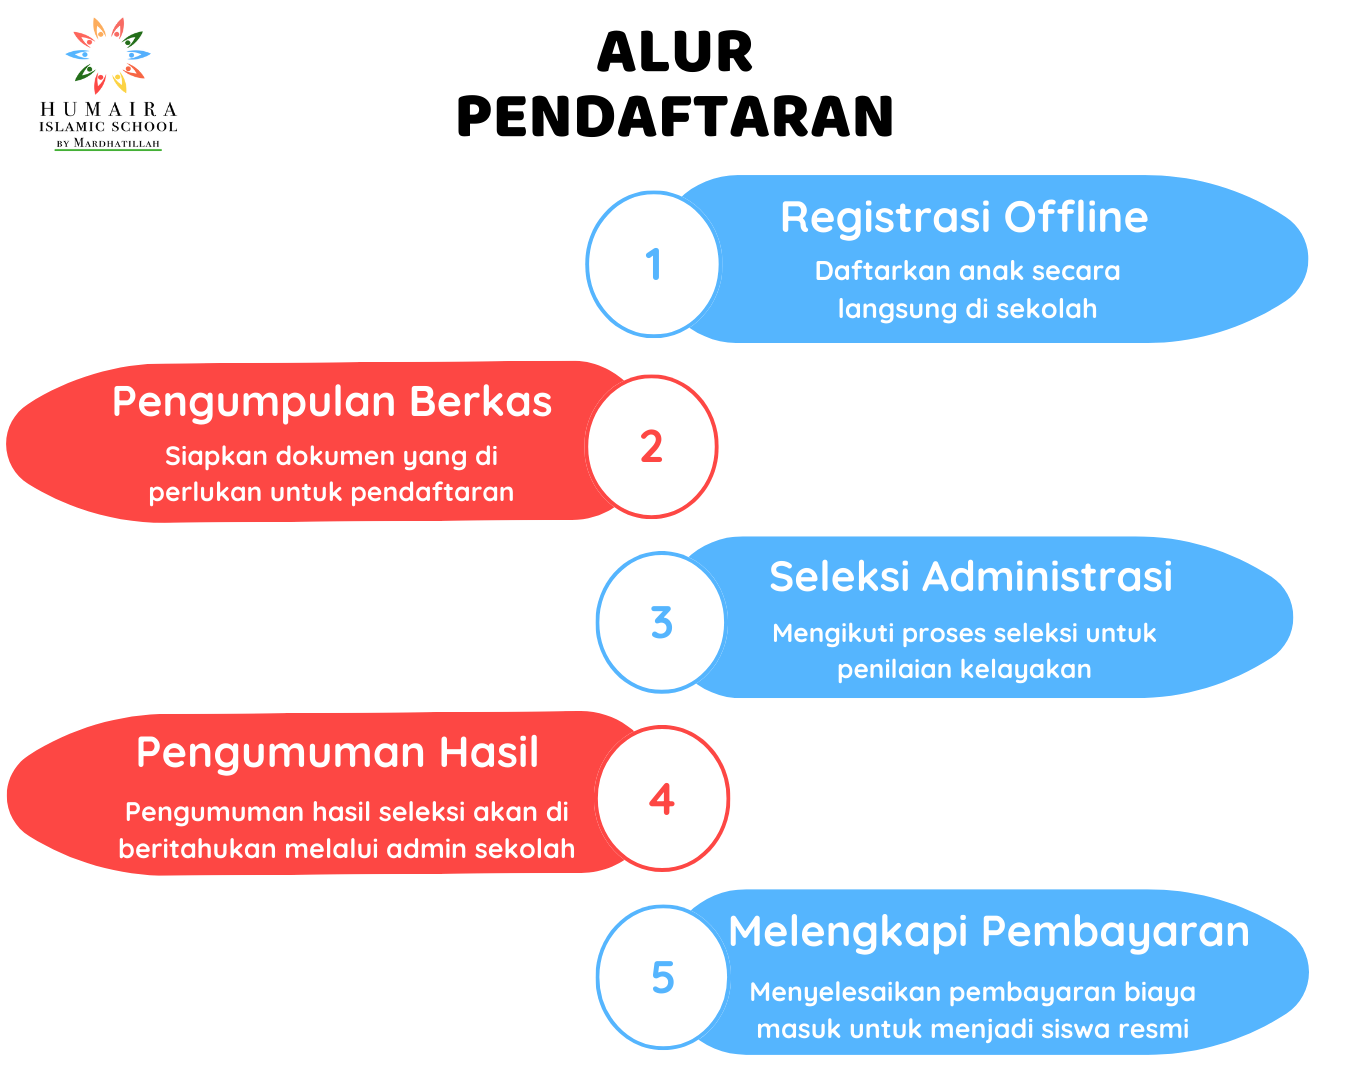 HUMAIRA
ISLAMIC SCHOOL
BY MARDHATILLAH
ALUR
PENDAFTARAN
1
Registrasi Offline
Daftarkan anak secara
langsung di sekolah
Pengumpulan Berkas
Siapkan dokumen yang di
perlukan untuk pendaftaran
2
3
Seleksi Administrasi
Mengikuti proses seleksi untuk
penilaian kelayakan
Pengumuman Hasil
Pengumuman hasil seleksi akan di
beritahukan melalui admin sekolah
4
5
Melengkapi Pembayaran
Menyelesaikan pembayaran biaya
masuk untuk menjadi siswa resmi